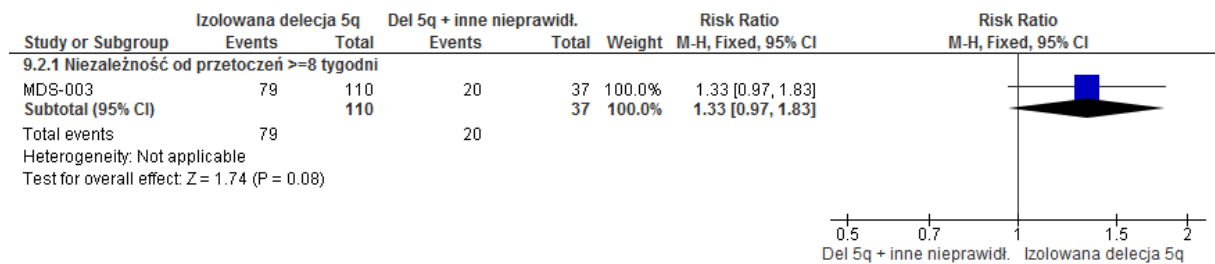 Izolowana delecja 5q Del 5q + inne nieprawidł. Risk Ratio Risk Ratio
Study or Subgroup Events Total Events Total Weight M-H, Fixed, 95% CI M-H, Fixed, 95% CI
9.2.1 Niezależność od przetoczeń >=8 tygodni
MDS-003 79 110 20 37 100.0% 1.33 [0.97, 1.83]
Subtotal (95% CI) 110 37 100.0% 1.33 [0.97, 1.83]
Total events 79 20
Heterogeneity: Not applicable
Test for overall effect: Z = 1.74 (P = 0.08)
0.5 0.7 1 1.5 2
Del 5q + inne nieprawidł. Izolowana delecja 5q